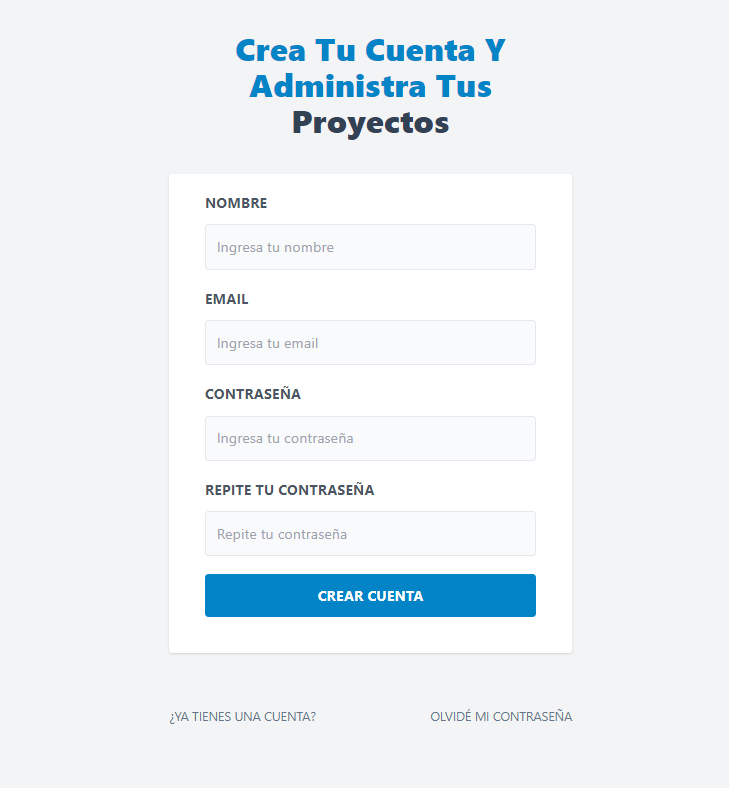 Crea Tu Cuenta Y
Administra Tus
Proyectos
NOMBRE
Ingresa tu nombre
EMAIL
Ingresa tu email
CONTRASEÑA
Ingresa tu contraseña
REPITE TU CONTRASEÑA
Repite tu contraseña
CREAR CUENTA
¿YA TIENES UNA CUENTA?
OLVIDÉ MI CONTRASEÑA